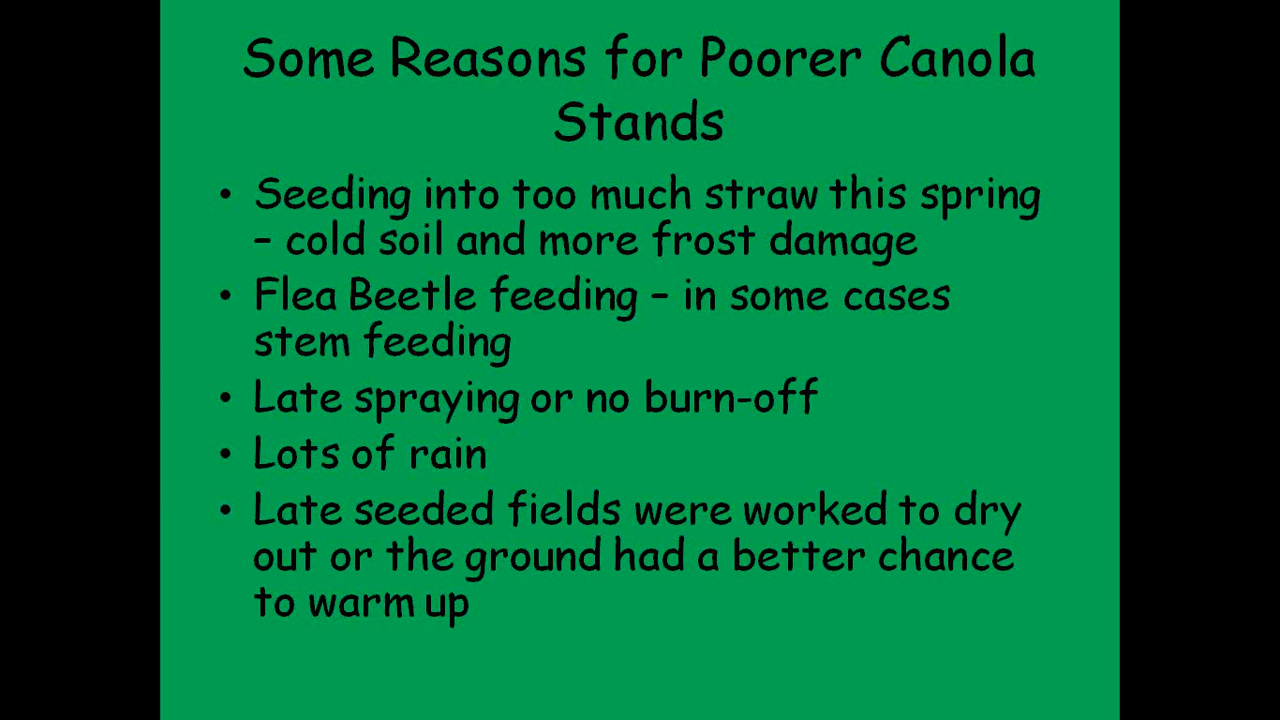 Some Reasons for Poorer Canola
Stands
• Seeding into too much straw this spring
– cold soil and more frost damage
• Flea Beetle feeding – in some cases
stem feeding
• Late spraying or no burn-off
• Lots of rain
• Late seeded fields were worked to dry
out or the ground had a better chance
to warm up